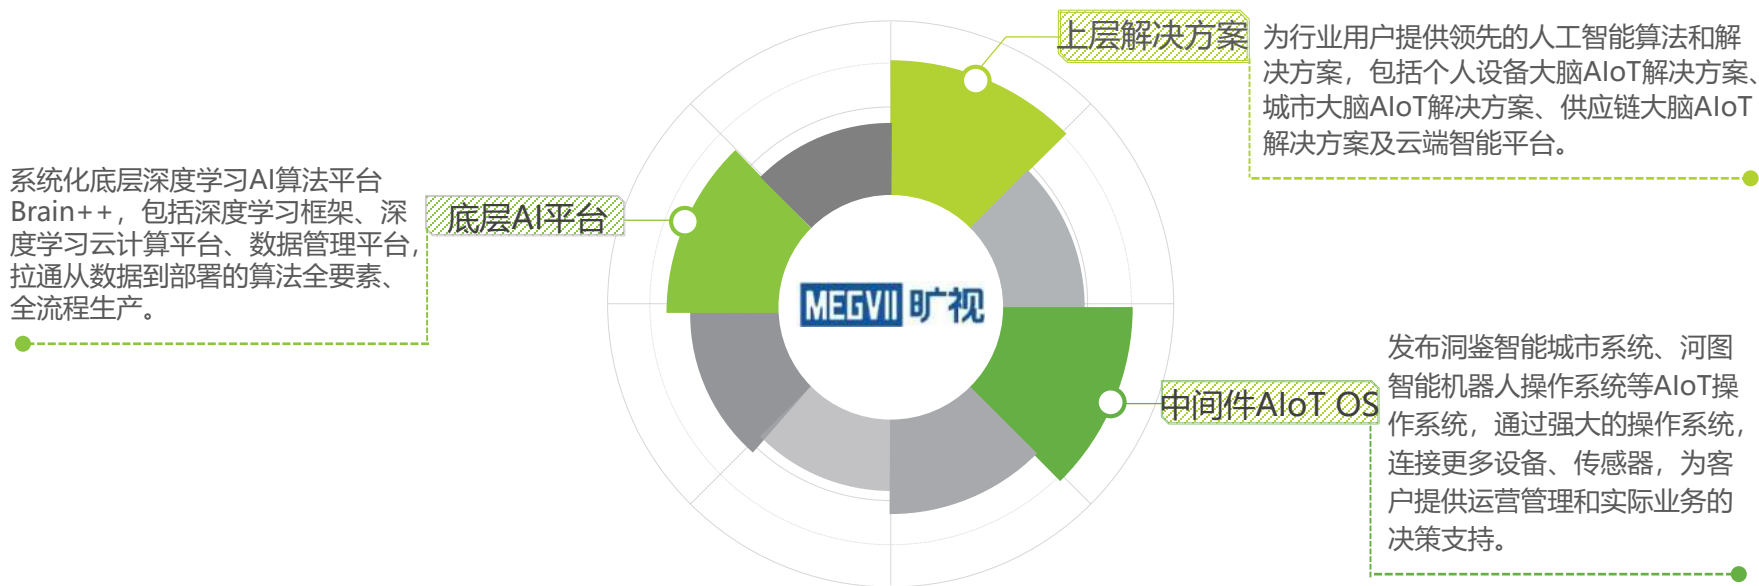 上层解决方案
为行业用户提供领先的人工智能算法和解
决方案，包括个人设备大脑AIoT解决方案、
城市大脑AIoT解决方案、供应链大脑AIoT
解决方案及云端智能平台。
系统化底层深度学习AI算法平台
Brain++，包括深度学习框架、深
度学习云计算平台、数据管理平台，
拉通从数据到部署的算法全要素、
全流程生产。
底层AI平台
MEGVII 旷视
中间件AIoT OS
发布洞鉴智能城市系统、河图
智能机器人操作系统等AIoT操
作系统，通过强大的操作系统，
连接更多设备、传感器，为客
户提供运营管理和实际业务的
决策支持。